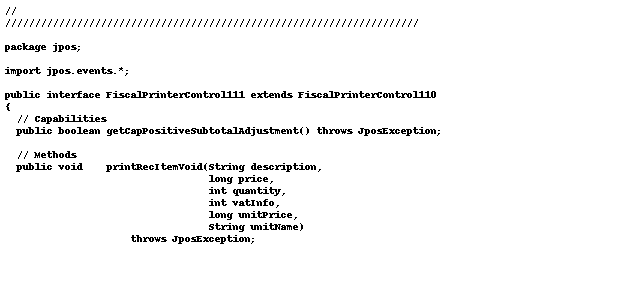 //
/////////////////////////////////////////////////////////////////////
package jpos;
import jpos.events.*;
public interface FiscalPrinterControl111 extends FiscalPrinterControl110
{
  // Capabilities
  public boolean getCapPositiveSubtotalAdjustment() throws JposException;
  // Methods
  public void    printRecItemVoid(String description,
                                  long price,
                                  int quantity,
                                  int vatInfo,
                                  long unitPrice,
                                  String unitName)
                     throws JposException;